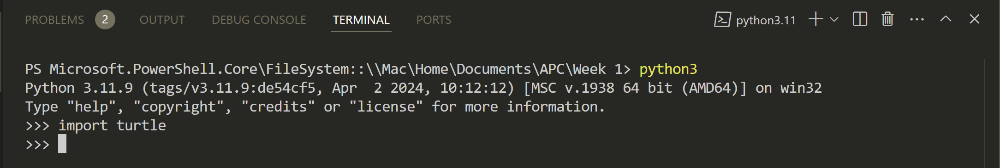 PROBLEMS 2 OUTPUT DEBUG CONSOLE TERMINAL PORTS python3.11
PS Microsoft.PowerShell.Core\FileSystem::\\Mac\Home\Documents\APC\Week 1> python3
Python 3.11.9 (tags/v3.11.9:de54cf5, Apr  2 2024, 10:12:12) [MSC v.1938 64 bit (AMD64)] on win32
Type "help", "copyright", "credits" or "license" for more information.
>>> import turtle
>>>